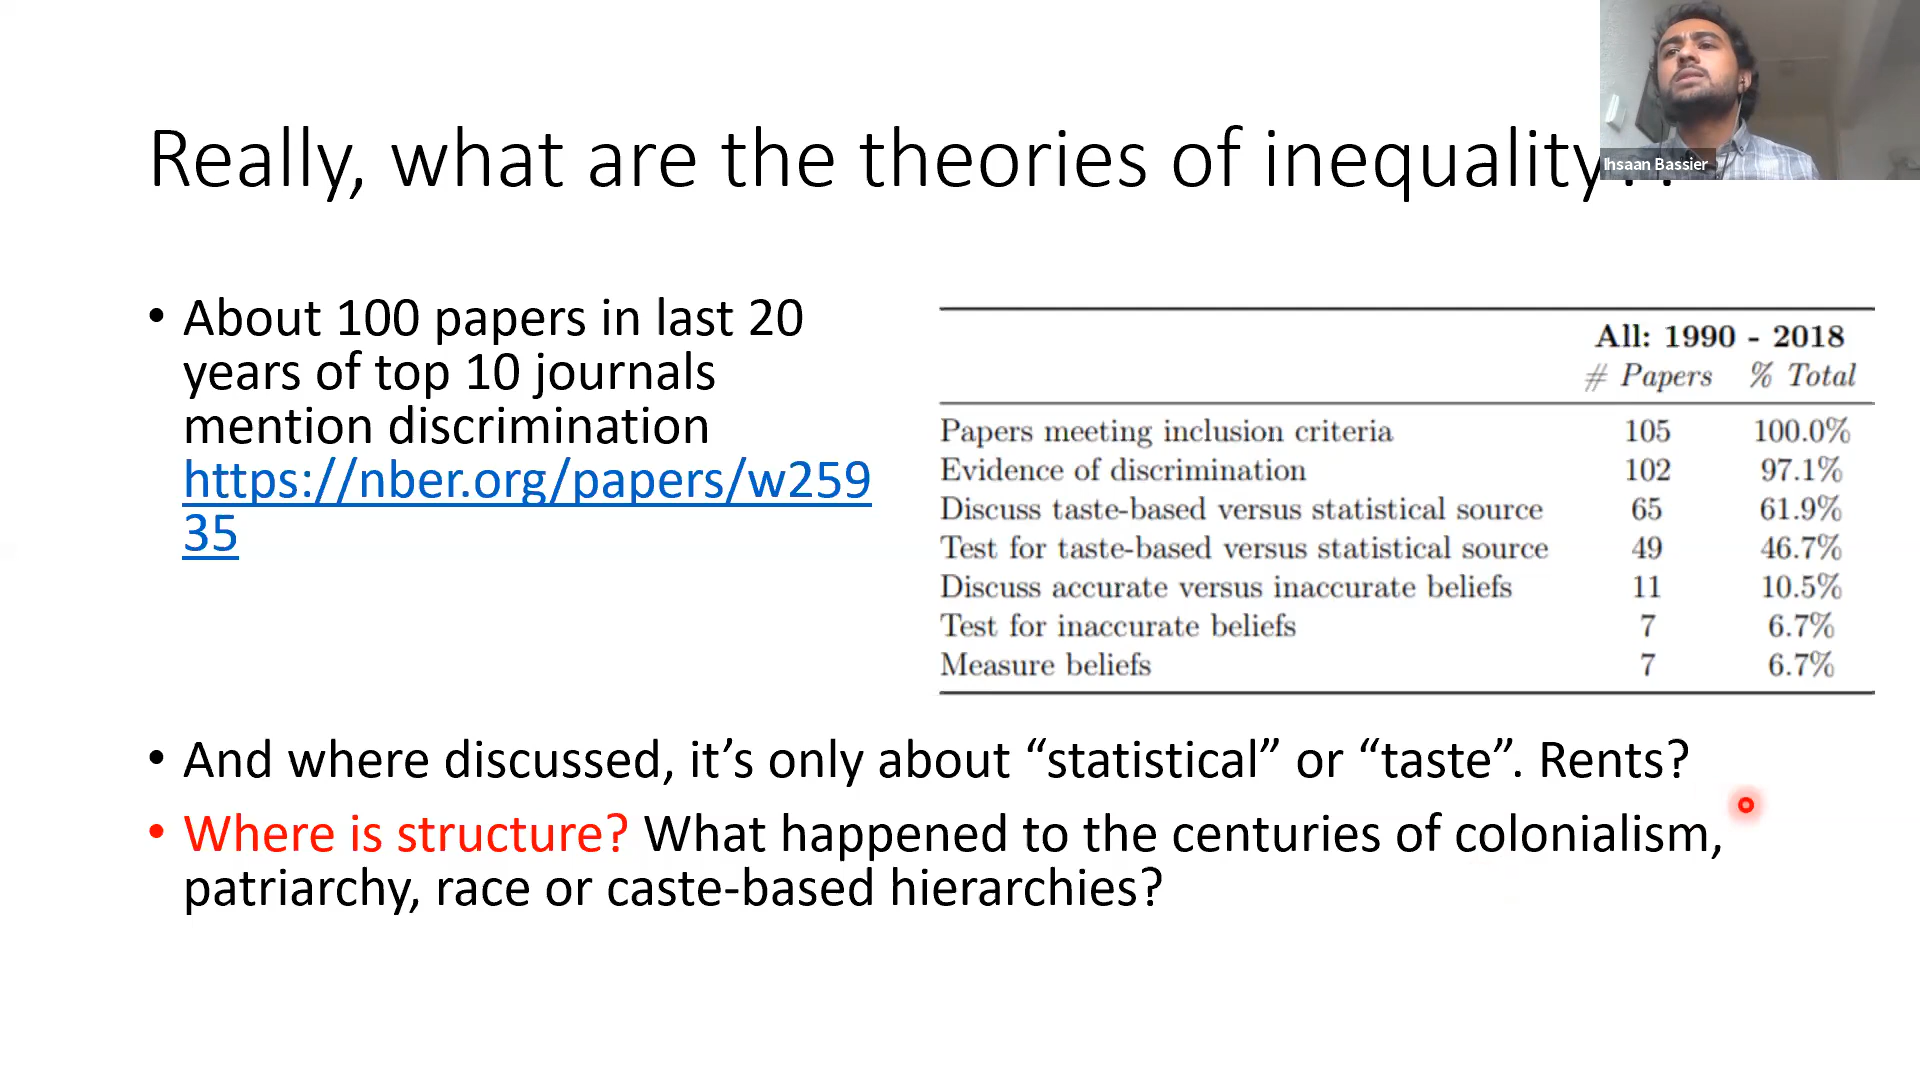 Really, what are the theories of inequality
Ihsaan Bassier
• About 100 papers in last 20
years of top 10 journals
mention discrimination
https://nber.org/papers/w259
35
All: 1990 - 2018
# Papers % Total
Papers meeting inclusion criteria 105 100.0%
Evidence of discrimination 102 97.1%
Discuss taste-based versus statistical source 65 61.9%
Test for taste-based versus statistical source 49 46.7%
Discuss accurate versus inaccurate beliefs 11 10.5%
Test for inaccurate beliefs 7 6.7%
Measure beliefs 7 6.7%
• And where discussed, it’s only about “statistical” or “taste”. Rents?
• Where is structure? What happened to the centuries of colonialism,
patriarchy, race or caste-based hierarchies?